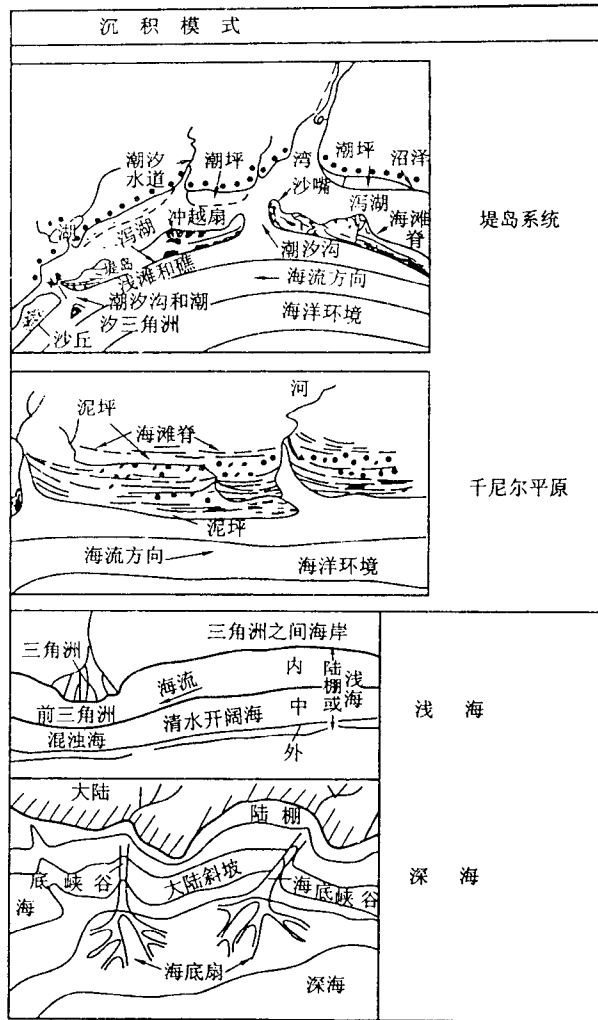 沉积模式
潮汐
水道
潮坪
湾
潮坪
沼泽
沙嘴
湖
泻湖
冲越扇
泻湖
海滩
脊
堤岛
浅滩和礁
潮汐沟
海流方向
潮汐沟和潮
汐三角洲
海洋环境
沙丘
堤岛系统
河
泥坪
海滩脊
泥坪
海流方向
海洋环境
千尼尔平原
三角洲之间海岸
三角洲
内
陆棚或
浅海
海流
前三角洲
中
清水开阔海
混浊海
外
浅海
大陆
陆棚
底峡谷
大陆斜坡
海底峡谷
海
海底扇
深海
深海